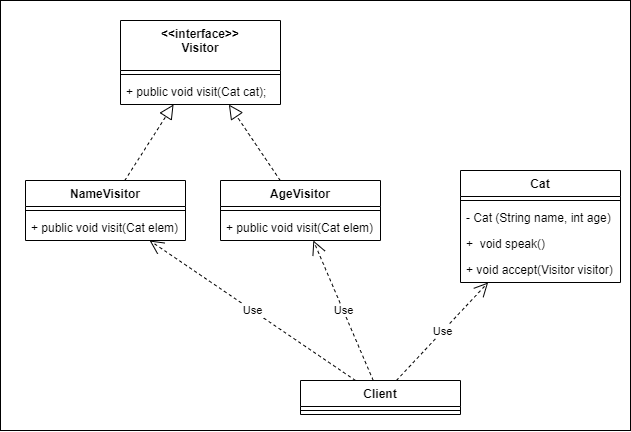 <<interface>>
Visitor
+ public void visit(Cat cat);
NameVisitor
+ public void visit(Cat elem)
AgeVisitor
+ public void visit(Cat elem)
Cat
- Cat (String name, int age)
+  void speak()
+ void accept(Visitor visitor)
Use
Use
Use
Client